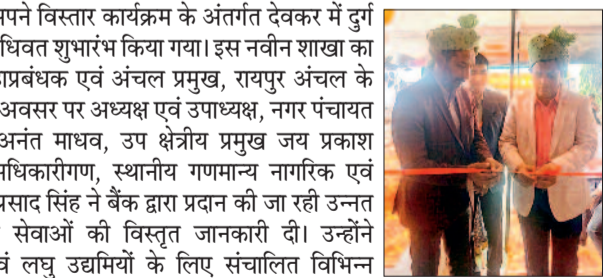 पने विस्तार कार्यक्रम के अंतर्गत देवकर में दुर्ग
धिवत शुभारंभ किया गया। इस नवीन शाखा का
प्रबंधक एवं अंचल प्रमुख, रायपुर अंचल के
अवसर पर अध्यक्ष एवं उपाध्यक्ष, नगर पंचायत
अनंत माधव, उप क्षेत्रीय प्रमुख जय प्रकाश
धिकारीगण, स्थानीय गणमान्य नागरिक एवं
प्रसाद सिंह ने बैंक द्वारा प्रदान की जा रही उन्नत
सेवाओं की विस्तृत जानकारी दी। उन्होंने
वं लघु उद्यमियों के लिए संचालित विभिन्न